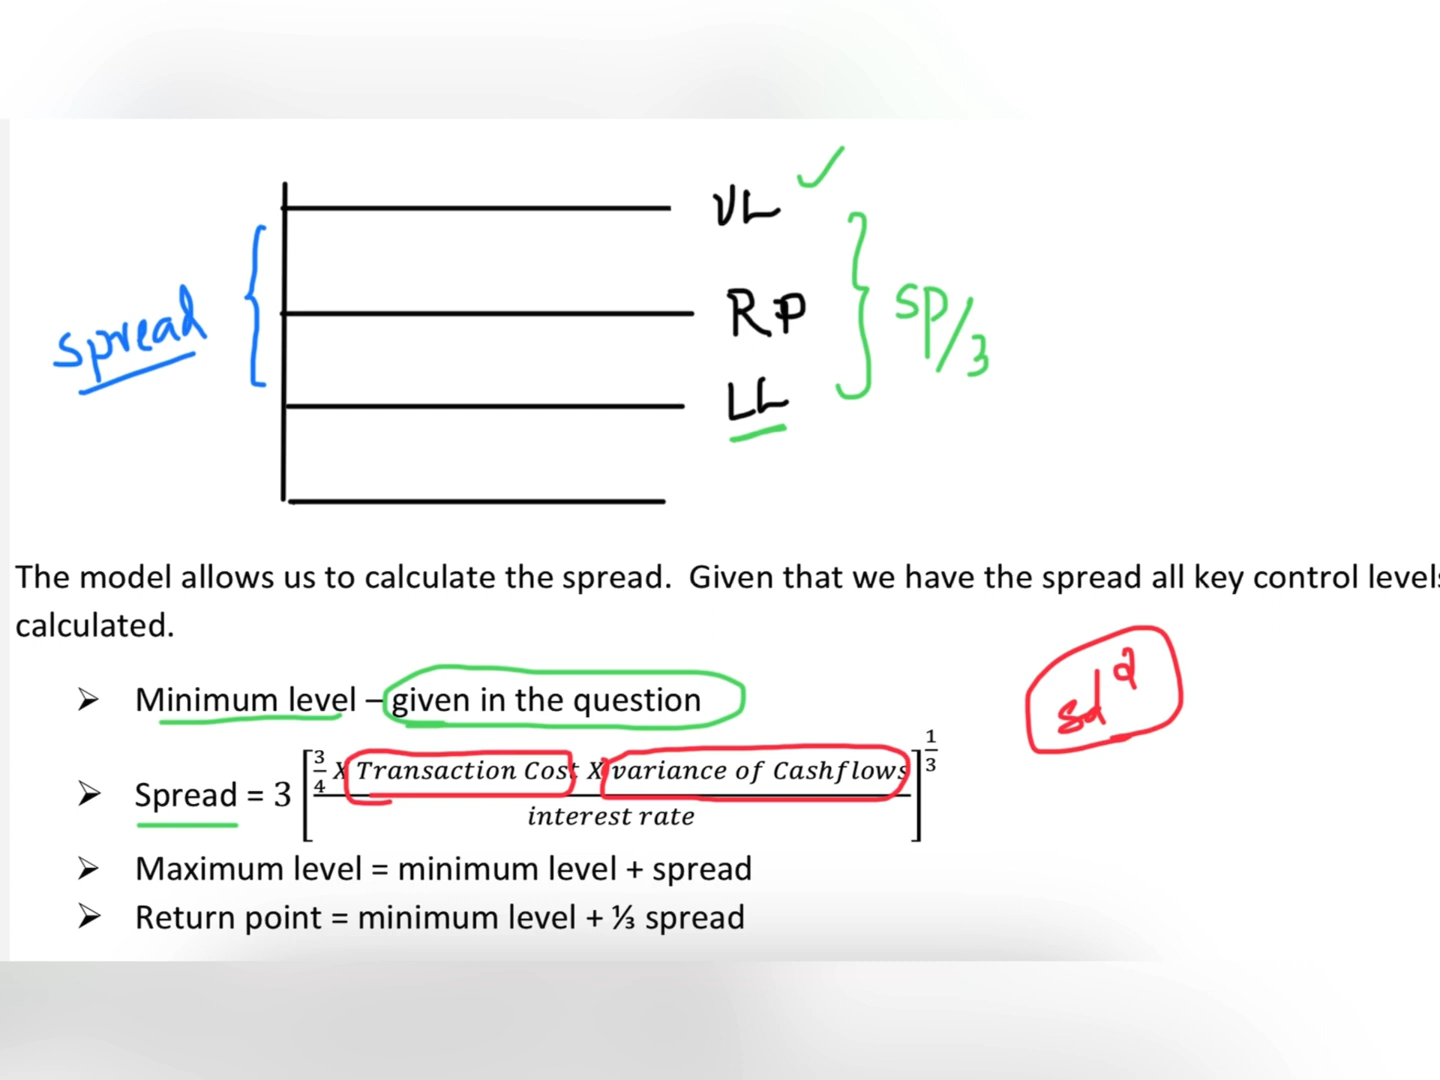 UL
spread
RP
SP/3
LL
The model allows us to calculate the spread. Given that we have the spread all key control levels
calculated.
sd²
➢ Minimum level – given in the question
➢ Spread = 3 [ (3/4 X Transaction Cost X variance of Cashflows) / interest rate ]^(1/3)
➢ Maximum level = minimum level + spread
➢ Return point = minimum level + ⅓ spread